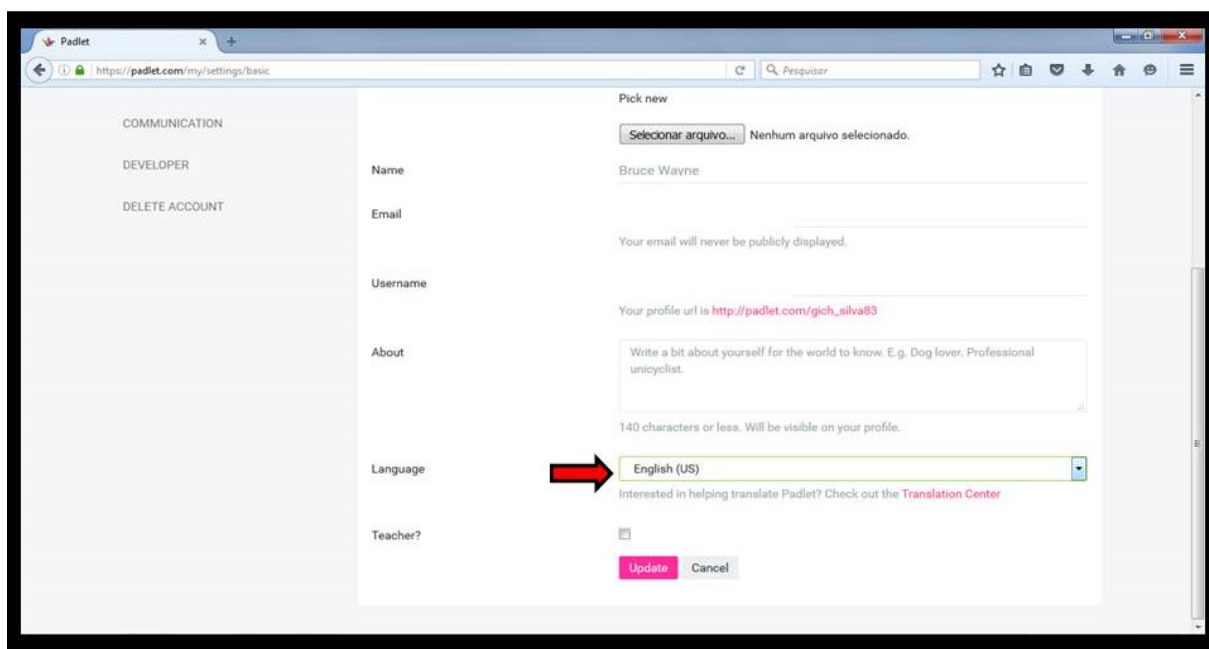 Padlet
https://padlet.com/my/settings/basic
Pesquisar
COMMUNICATION
DEVELOPER
DELETE ACCOUNT
Pick new
Selecionar arquivo... Nenhum arquivo selecionado.
Name Bruce Wayne
Email
Your email will never be publicly displayed.
Username
Your profile url is http://padlet.com/gich_silva83
About Write a bit about yourself for the world to know. E.g. Dog lover. Professional
unicyclist.
140 characters or less. Will be visible on your profile.
Language English (US)
Interested in helping translate Padlet? Check out the Translation Center
Teacher?
Update Cancel